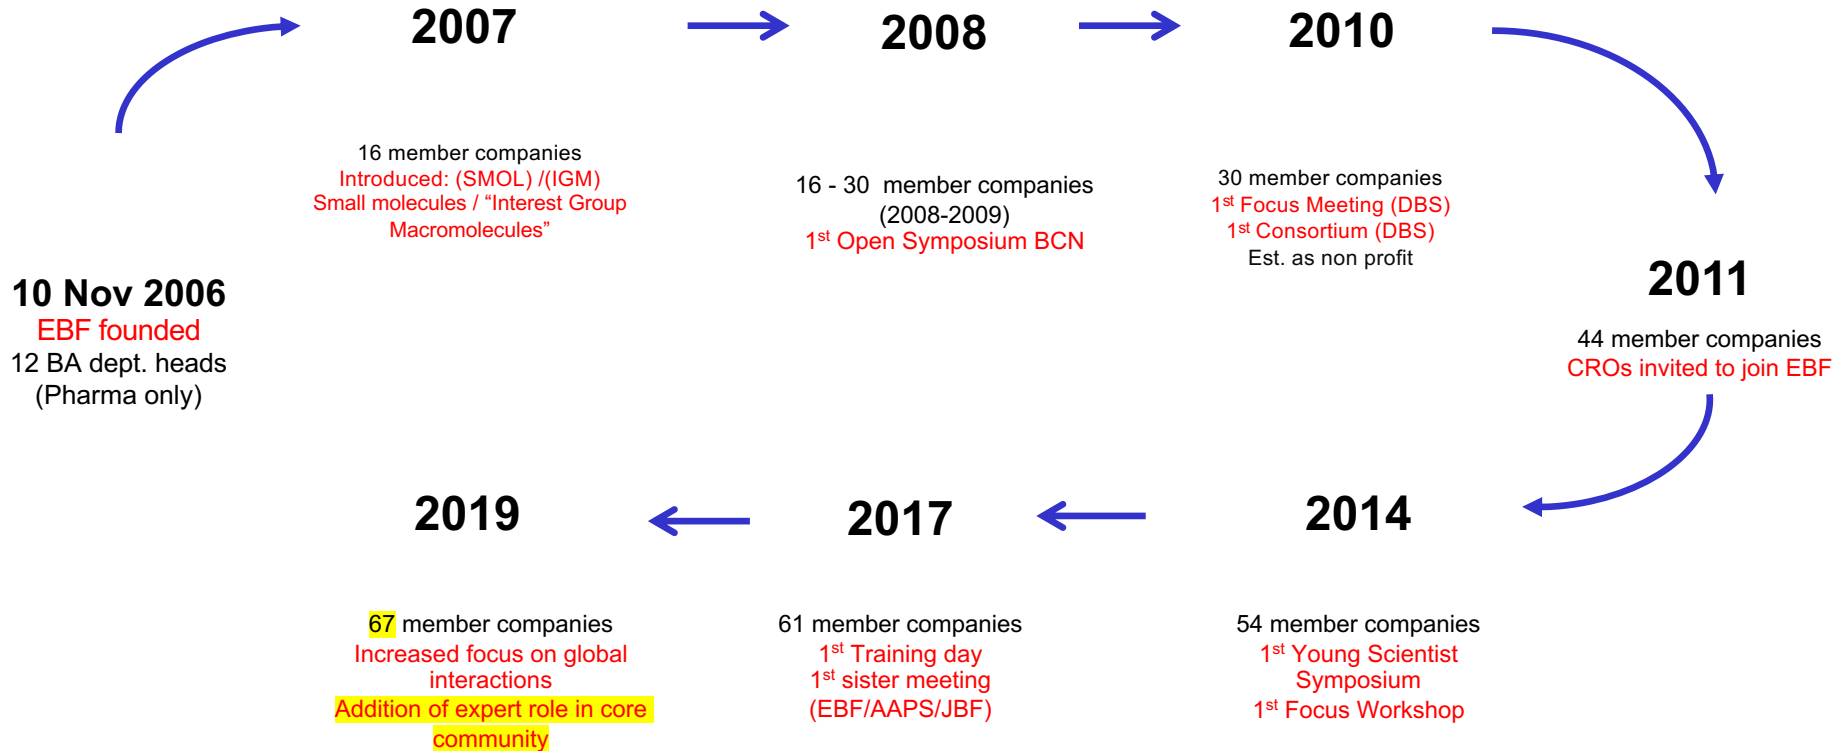 10 Nov 2006
EBF founded
12 BA dept. heads
(Pharma only)
2007
16 member companies
Introduced: (SMOL) /(IGM)
Small molecules / “Interest Group
Macromolecules”
2008
16 - 30 member companies
(2008-2009)
1st Open Symposium BCN
2010
30 member companies
1st Focus Meeting (DBS)
1st Consortium (DBS)
Est. as non profit
2011
44 member companies
CROs invited to join EBF
2014
54 member companies
1st Young Scientist
Symposium
1st Focus Workshop
2017
61 member companies
1st Training day
1st sister meeting
(EBF/AAPS/JBF)
2019
67 member companies
Increased focus on global
interactions
Addition of expert role in core
community